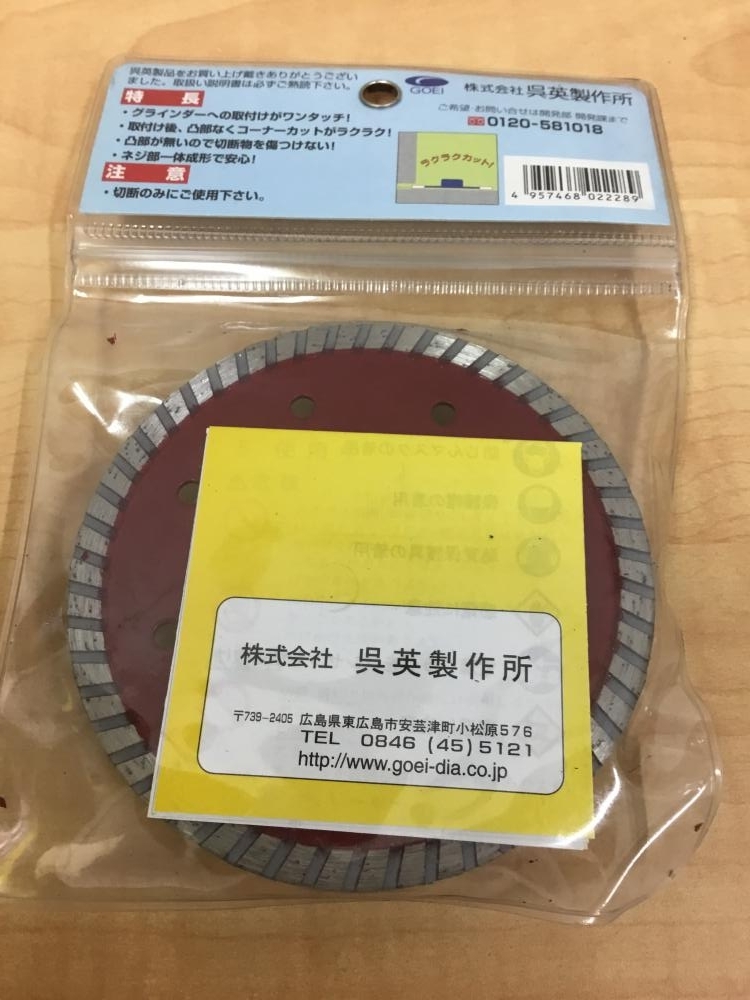 呉英製品をお買い上げ戴きありがとうござい
ました。取扱い説明書は必ずご熟読下さい。
特長
・グラインダーへの取付けがワンタッチ!
・取付け後、凸部なくコーナーカットがラクラク!
・凸部が無いので切断物を傷つけない!
・ネジ部一体成形で安心!
注意
・切断のみにご使用下さい。
GOEI
株式会社 呉英製作所
ご希望・お問い合せは開発部 開発課まで
0120-581018
ラクラクカット!
4 957468 022289
株式会社 呉英製作所
〒739-2405 広島県東広島市安芸津町小松原576
TEL 0846 (45) 5121
http://www.goei-dia.co.jp